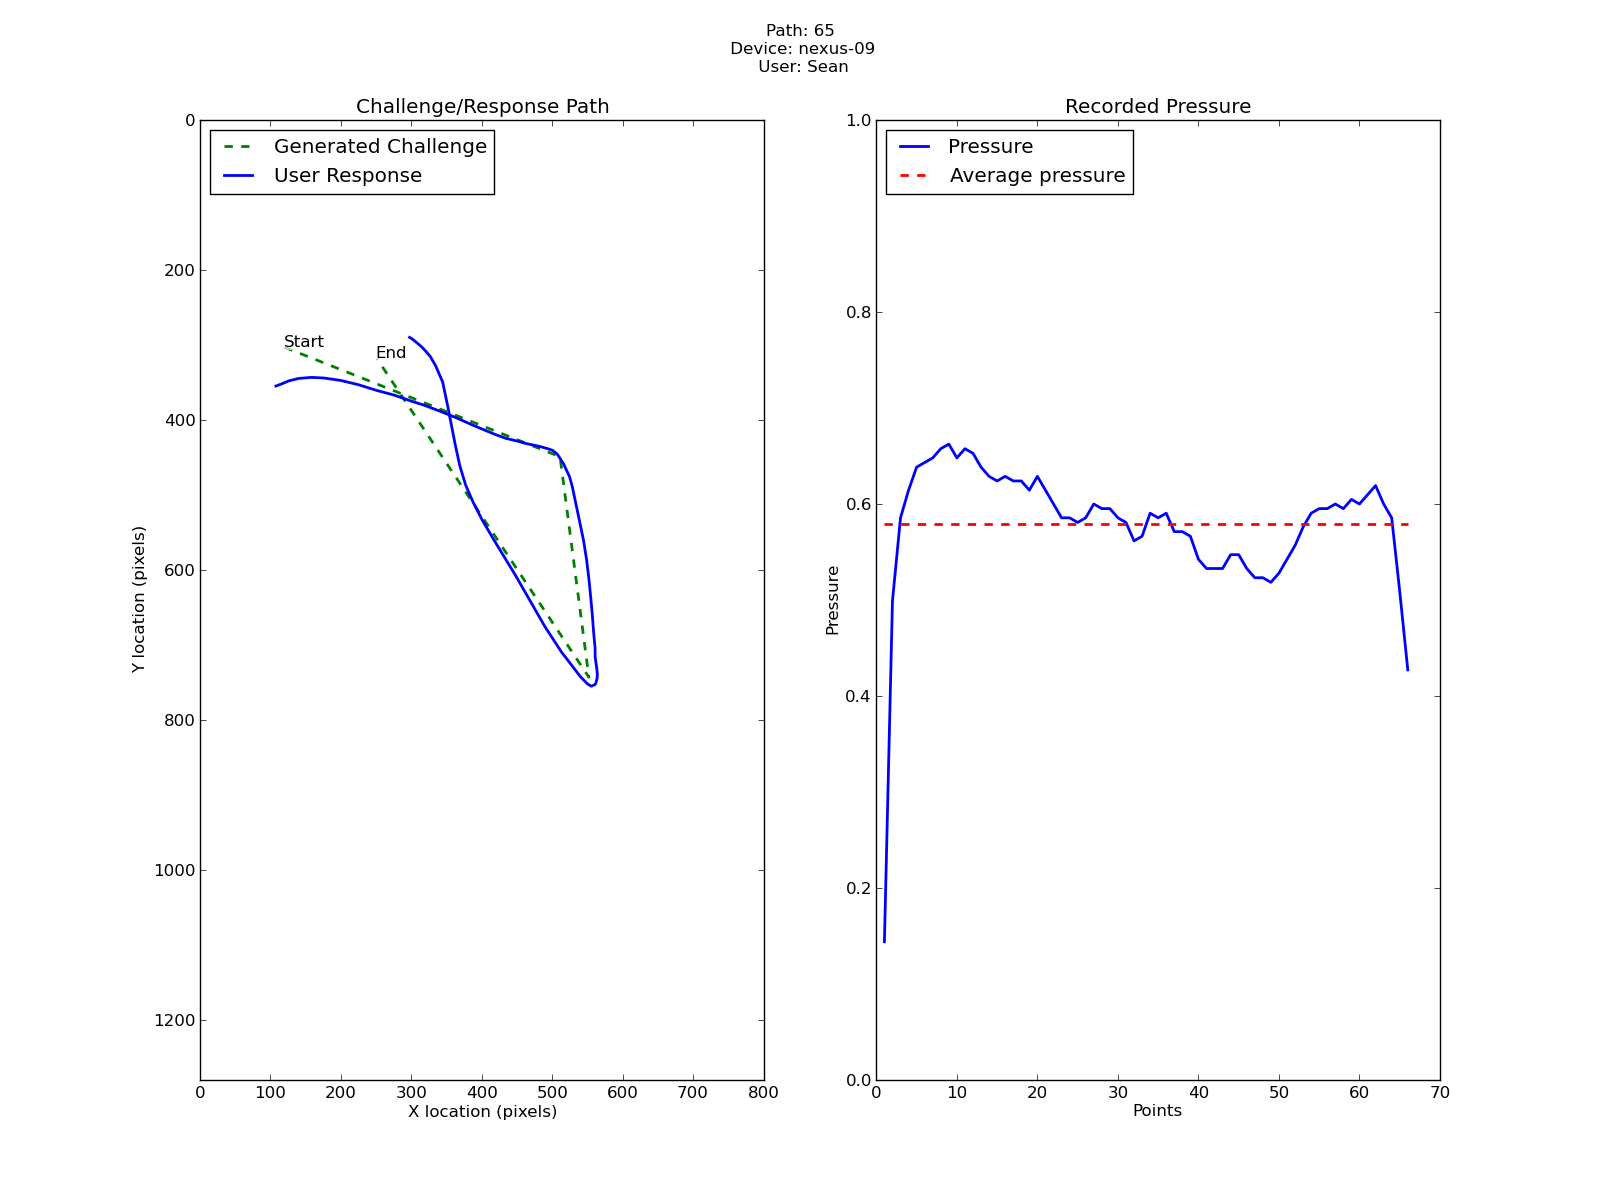 Path: 65
Device: nexus-09
User: Sean
Challenge/Response Path
Generated Challenge
User Response
Start
End
0
200
400
600
800
1000
1200
Y location (pixels)
0 100 200 300 400 500 600 700 800
X location (pixels)
Recorded Pressure
Pressure
Average pressure
1.0
0.8
0.6
0.4
0.2
0.0
Pressure
0 10 20 30 40 50 60 70
Points